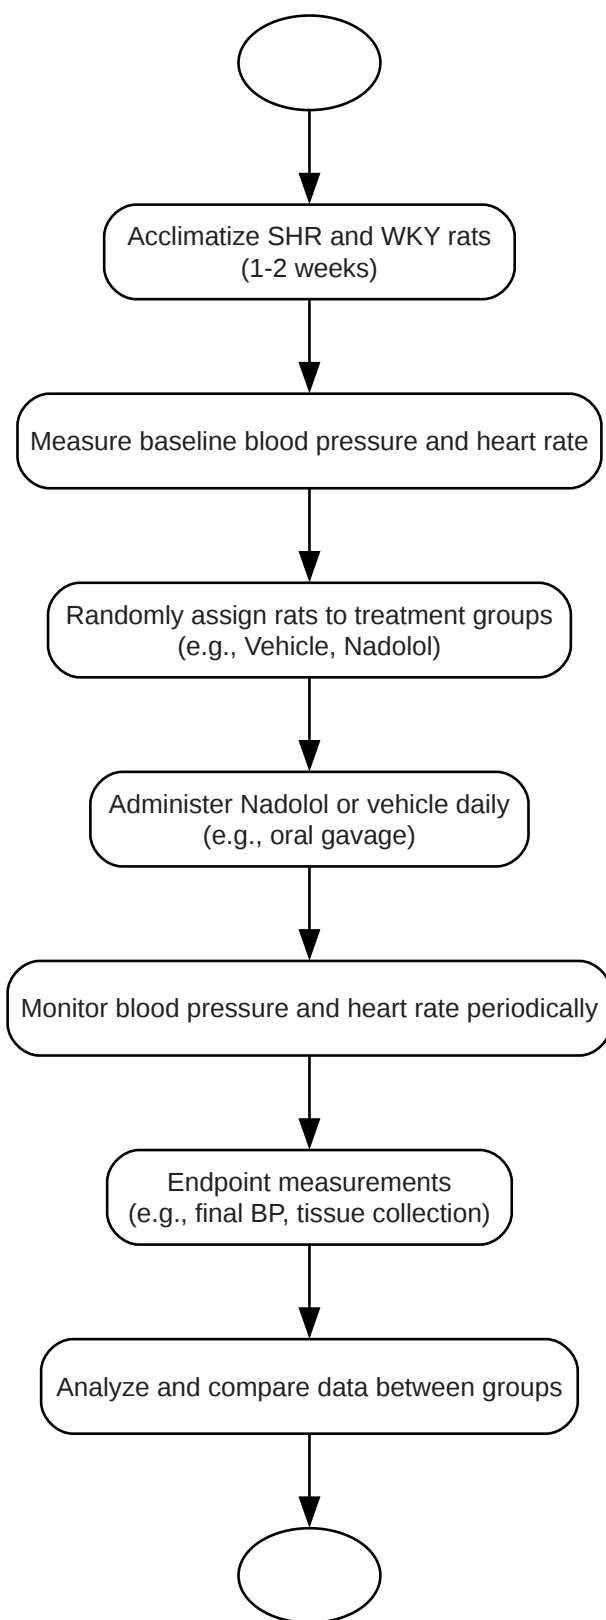 Acclimatize SHR and WKY rats
(1-2 weeks)
Measure baseline blood pressure and heart rate
Randomly assign rats to treatment groups
(e.g., Vehicle, Nadolol)
Administer Nadolol or vehicle daily
(e.g., oral gavage)
Monitor blood pressure and heart rate periodically
Endpoint measurements
(e.g., final BP, tissue collection)
Analyze and compare data between groups